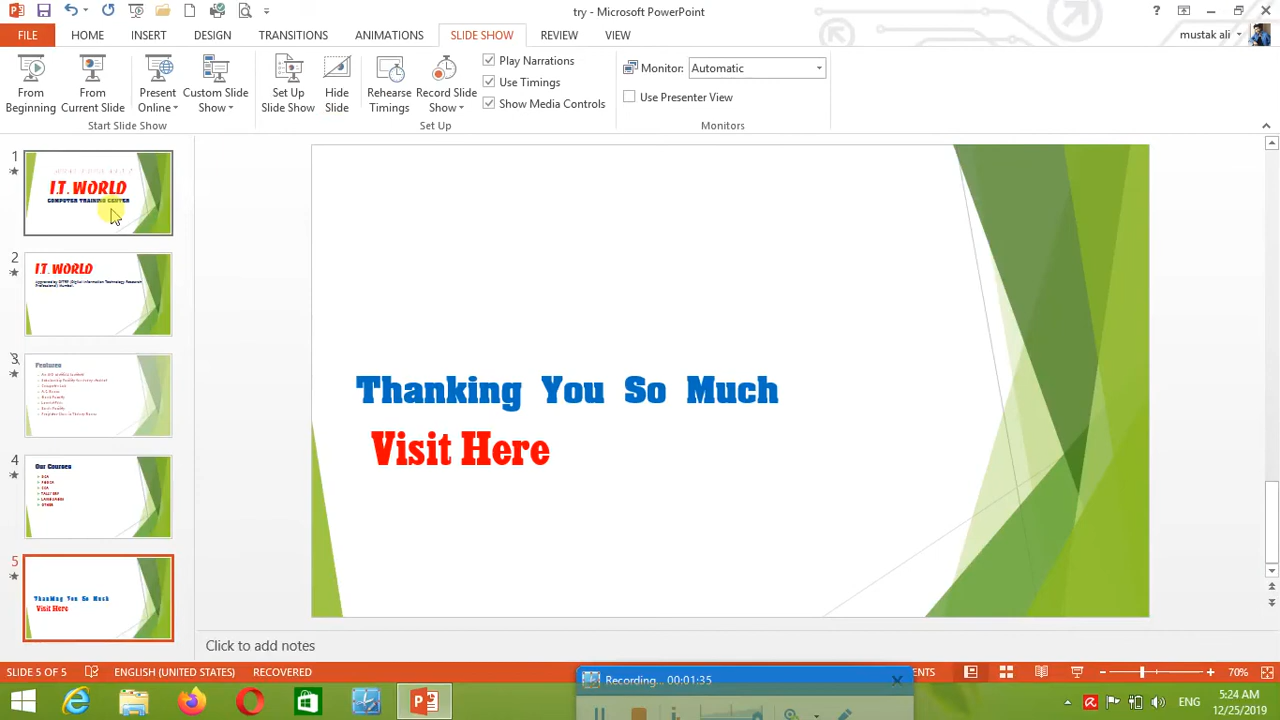 try - Microsoft PowerPoint
?
FILE
HOME
INSERT
DESIGN
TRANSITIONS
ANIMATIONS
SLIDE SHOW
REVIEW
VIEW
mustak ali
From Beginning
From Current Slide
Present Online
Custom Slide Show
Set Up Slide Show
Hide Slide
Rehearse Timings
Record Slide Show
Play Narrations
Use Timings
Show Media Controls
Monitor: Automatic
Use Presenter View
Start Slide Show
Set Up
Monitors
1
I.T. WORLD
COMPUTER TRAINING CENTER
2
I.T. WORLD
3
Features
4
Our Courses
5
Thanking You So Much
Visit Here
Thanking You So Much
Visit Here
Click to add notes
SLIDE 5 OF 5
ENGLISH (UNITED STATES)
RECOVERED
70%
Recording... 00:01:35
ENG
5:24 AM
12/25/2019